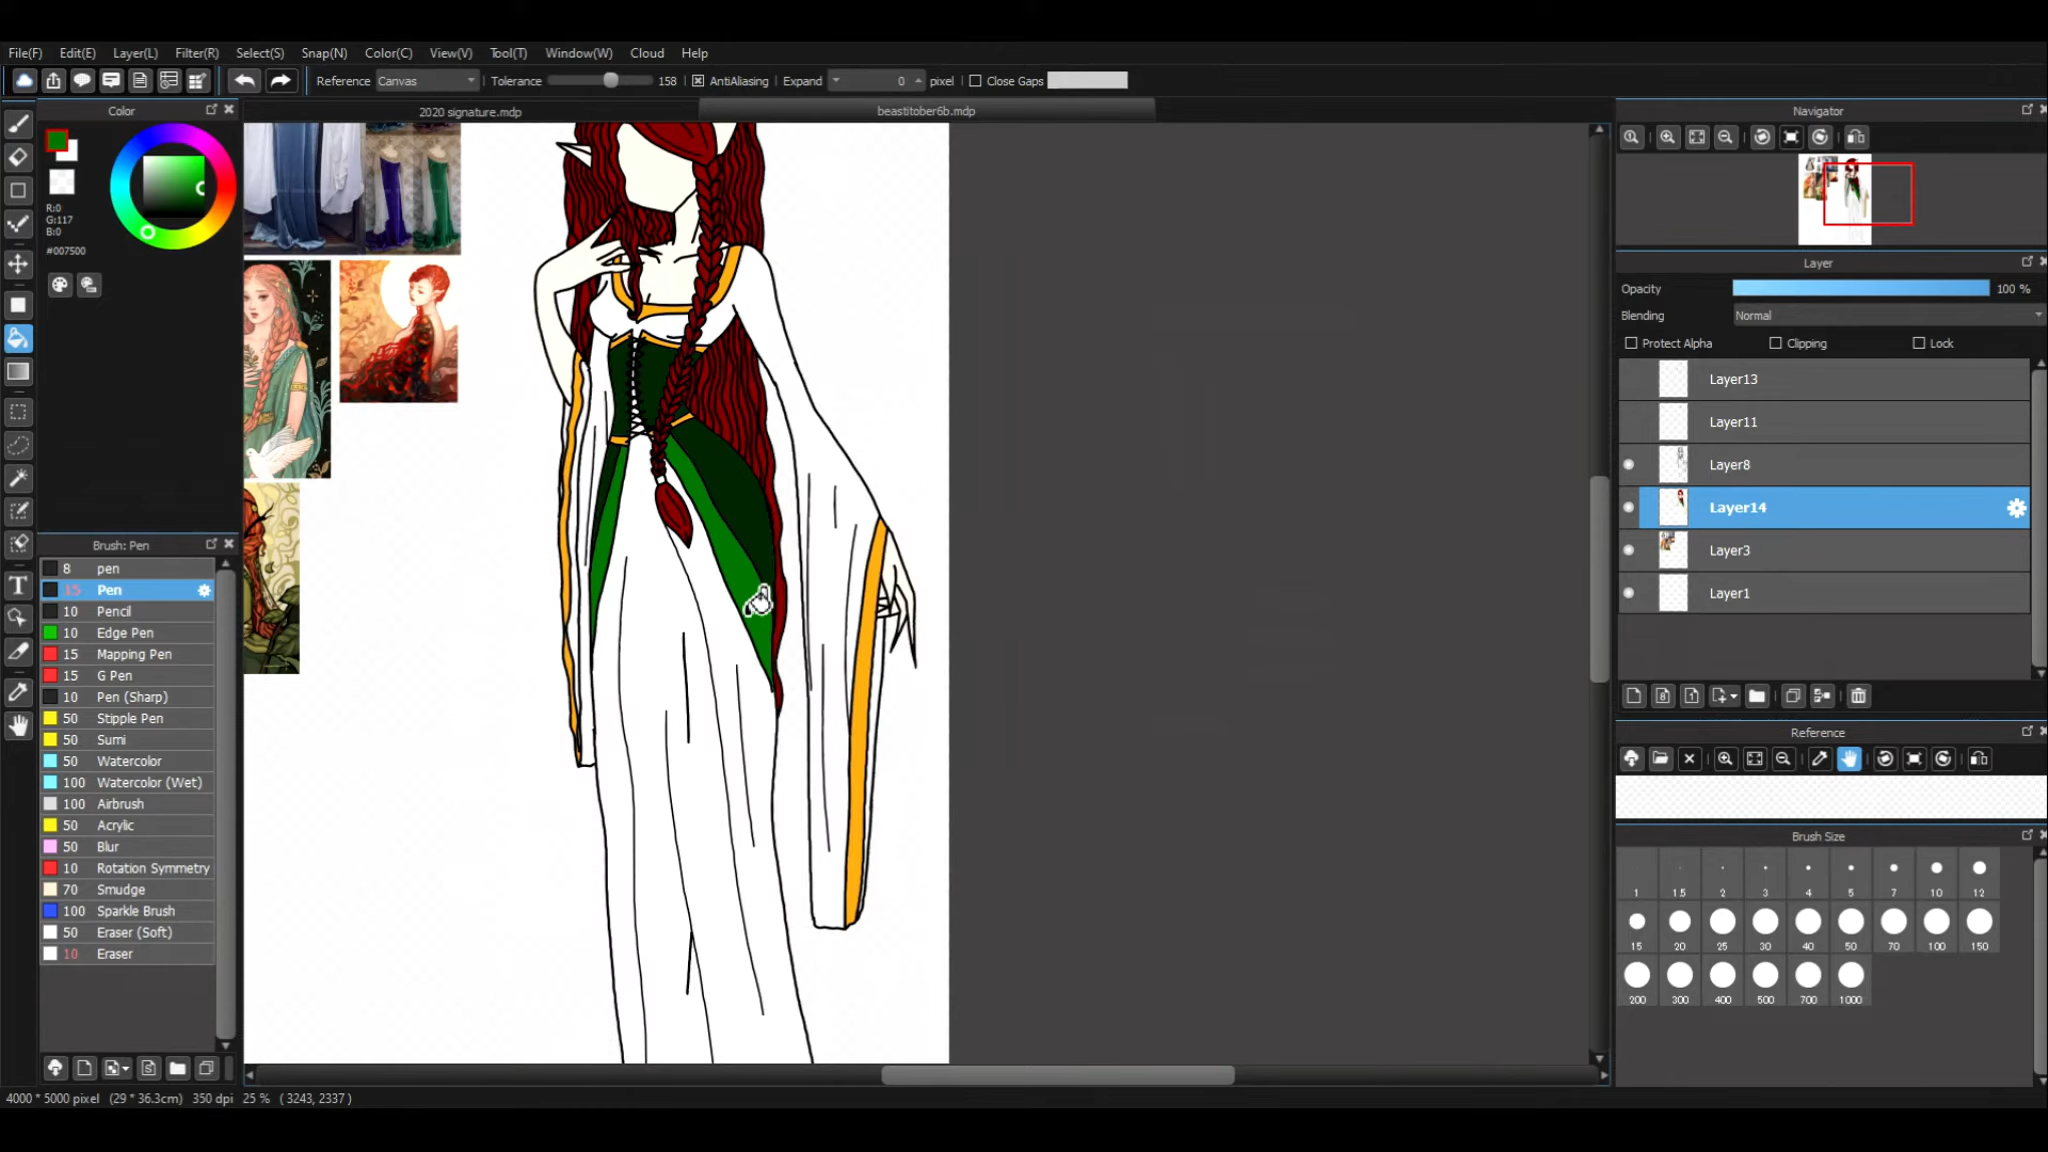 File(F) Edit(E) Layer(L) Filter(R) Select(S) Snap(N) Color(C) View(V) Tool(T) Window(W) Cloud Help
Reference Canvas Tolerance 158 AntiAliasing Expand 0 pixel Close Gaps
Color
2020 signature.mdp
beastitober6b.mdp
R:0
G:117
B:0
#007500
Brush: Pen
8 pen
15 Pen
10 Pencil
10 Edge Pen
15 Mapping Pen
15 G Pen
10 Pen (Sharp)
50 Stipple Pen
50 Sumi
50 Watercolor
100 Watercolor (Wet)
100 Airbrush
50 Acrylic
50 Blur
10 Rotation Symmetry
70 Smudge
100 Sparkle Brush
50 Eraser (Soft)
10 Eraser
Navigator
Layer
Opacity 100 %
Blending Normal
Protect Alpha Clipping Lock
Layer13
Layer11
Layer8
Layer14
Layer3
Layer1
Reference
Brush Size
1 1.5 2 3 4 5 7 10 12
15 20 25 30 40 50 70 100 150
200 300 400 500 700 1000
4000 * 5000 pixel (29 * 36.3cm) 350 dpi 25 % ( 3243, 2337 )